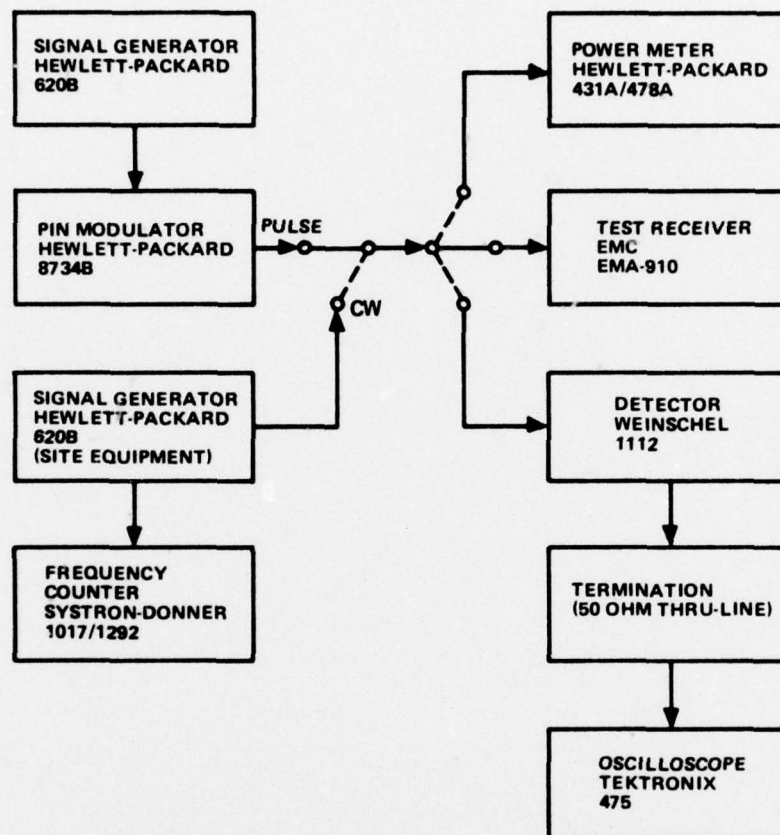 SIGNAL GENERATOR
HEWLETT-PACKARD
620B
POWER METER
HEWLETT-PACKARD
431A/478A
PIN MODULATOR
HEWLETT-PACKARD
8734B
PULSE
TEST RECEIVER
EMC
EMA-910
CW
SIGNAL GENERATOR
HEWLETT-PACKARD
620B
(SITE EQUIPMENT)
DETECTOR
WEINSCHEL
1112
FREQUENCY
COUNTER
SYSTRON-DONNER
1017/1292
TERMINATION
(50 OHM THRU-LINE)
OSCILLOSCOPE
TEKTRONIX
475